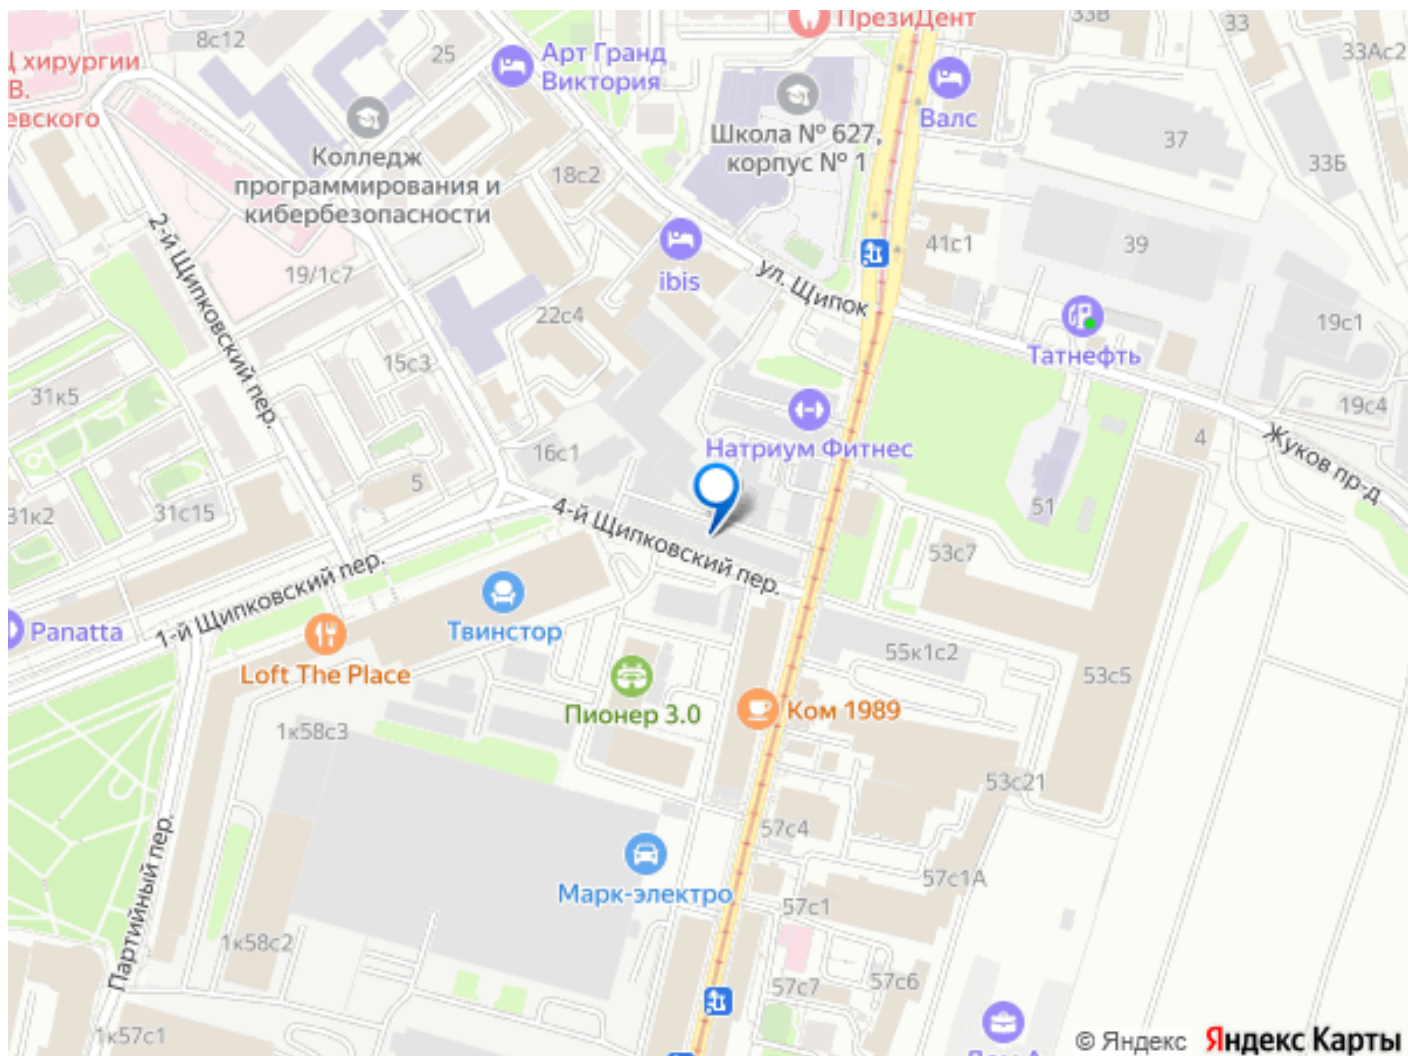 ПрезиДент
33В
33
8с12
25
Арт Гранд
Виктория
33Ас2
хирургии
В.
евского
Валс
Школа № 627,
корпус № 1
37
33Б
Колледж
программирования и
кибербезопасности
18с2
2-й Щипковский пер.
41с1
39
19/1с7
ibis
ул. Щипок
22с4
19с1
Татнефть
15с3
31к5
19с4
Натриум Фитнес
4
Жуков пр-д
16с1
5
31к2
31с15
51
4-й Щипковский пер.
53с7
1-й Щипковский пер.
Panatta
Твинстор
55к1с2
Loft The Place
53с5
Пионер 3.0
Ком 1989
1к58с3
53с21
57с4
Партийный пер.
57с1А
Марк-электро
57с1
1к58с2
57с7
57с6
1к57с1
© Яндекс Яндекс Карты